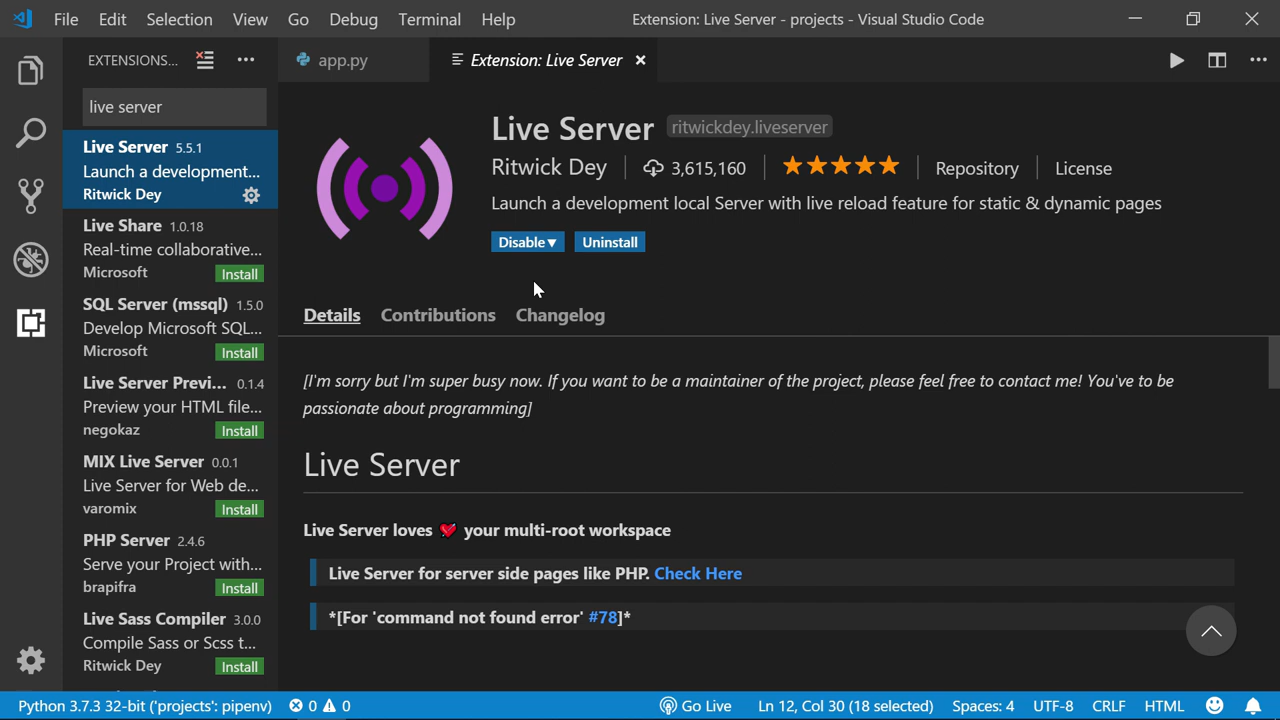 File Edit Selection View Go Debug Terminal Help
Extension: Live Server - projects - Visual Studio Code
EXTENSIONS...
app.py
Extension: Live Server
live server
Live Server 5.5.1
Launch a development...
Ritwick Dey
Live Share 1.0.18
Real-time collaborative...
Microsoft Install
SQL Server (mssql) 1.5.0
Develop Microsoft SQL...
Microsoft Install
Live Server Previ... 0.1.4
Preview your HTML file...
negokaz Install
MIX Live Server 0.0.1
Live Server for Web de...
varomix Install
PHP Server 2.4.6
Serve your Project with...
brapifra Install
Live Sass Compiler 3.0.0
Compile Sass or Scss t...
Ritwick Dey Install
Live Server ritwickdey.liveserver
Ritwick Dey 3,615,160 Repository License
Launch a development local Server with live reload feature for static & dynamic pages
Disable▼ Uninstall
Details Contributions Changelog
[I'm sorry but I'm super busy now. If you want to be a maintainer of the project, please feel free to contact me! You've to be
passionate about programming]
Live Server
Live Server loves 💘 your multi-root workspace
Live Server for server side pages like PHP. Check Here
*[For 'command not found error' #78]*
Python 3.7.3 32-bit ('projects': pipenv) 0 0 Go Live Ln 12, Col 30 (18 selected) Spaces: 4 UTF-8 CRLF HTML